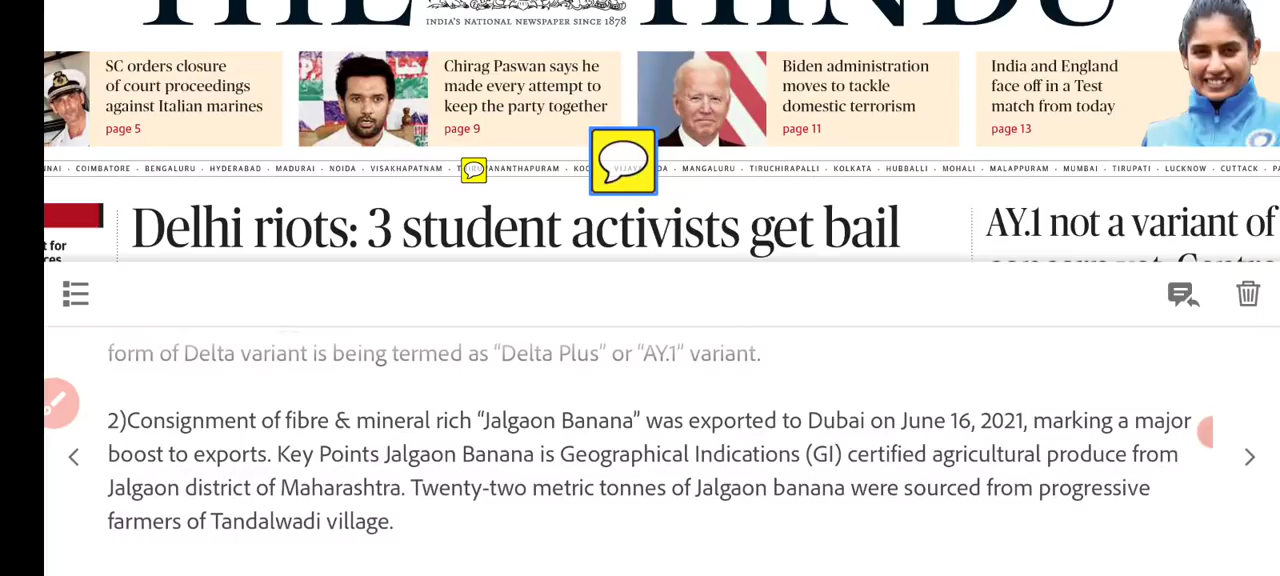 THE HINDU
INDIA'S NATIONAL NEWSPAPER SINCE 1878
SC orders closure
of court proceedings
against Italian marines
page 5
Chirag Paswan says he
made every attempt to
keep the party together
page 9
Biden administration
moves to tackle
domestic terrorism
page 11
India and England
face off in a Test
match from today
page 13
NAI • COIMBATORE • BENGALURU • HYDERABAD • MADURAI • NOIDA • VISAKHAPATNAM • THIRUVANANTHAPURAM • VIJAYAWADA • MANGALURU • TIRUCHIRAPALLI • KOLKATA • HUBBALLI • MOHALI • MALAPPURAM • MUMBAI • TIRUPATI • LUCKNOW • CUTTACK •
t for
ces
Delhi riots: 3 student activists get bail
AY.1 not a variant of
form of Delta variant is being termed as “Delta Plus” or “AY.1“ variant.
2)Consignment of fibre & mineral rich “Jalgaon Banana” was exported to Dubai on June 16, 2021, marking a major
boost to exports. Key Points Jalgaon Banana is Geographical Indications (GI) certified agricultural produce from
Jalgaon district of Maharashtra. Twenty-two metric tonnes of Jalgaon banana were sourced from progressive
farmers of Tandalwadi village.